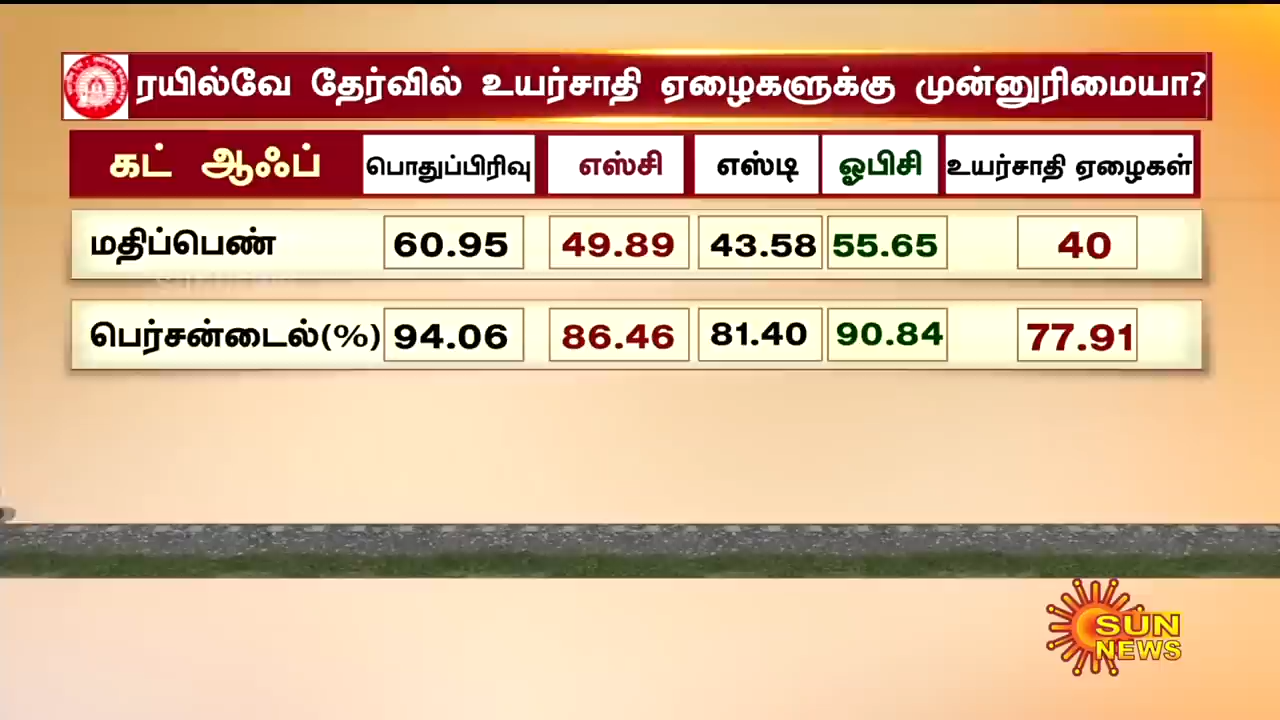 ரயில்வே தேர்வில் உயர்சாதி ஏழைகளுக்கு முன்னுரிமையா?
கட் ஆஃப் பொதுப்பிரிவு எஸ்சி எஸ்டி ஓபிசி உயர்சாதி ஏழைகள்
மதிப்பெண் 60.95 49.89 43.58 55.65 40
பெர்சன்டைல்(%) 94.06 86.46 81.40 90.84 77.91
SUN
NEWS